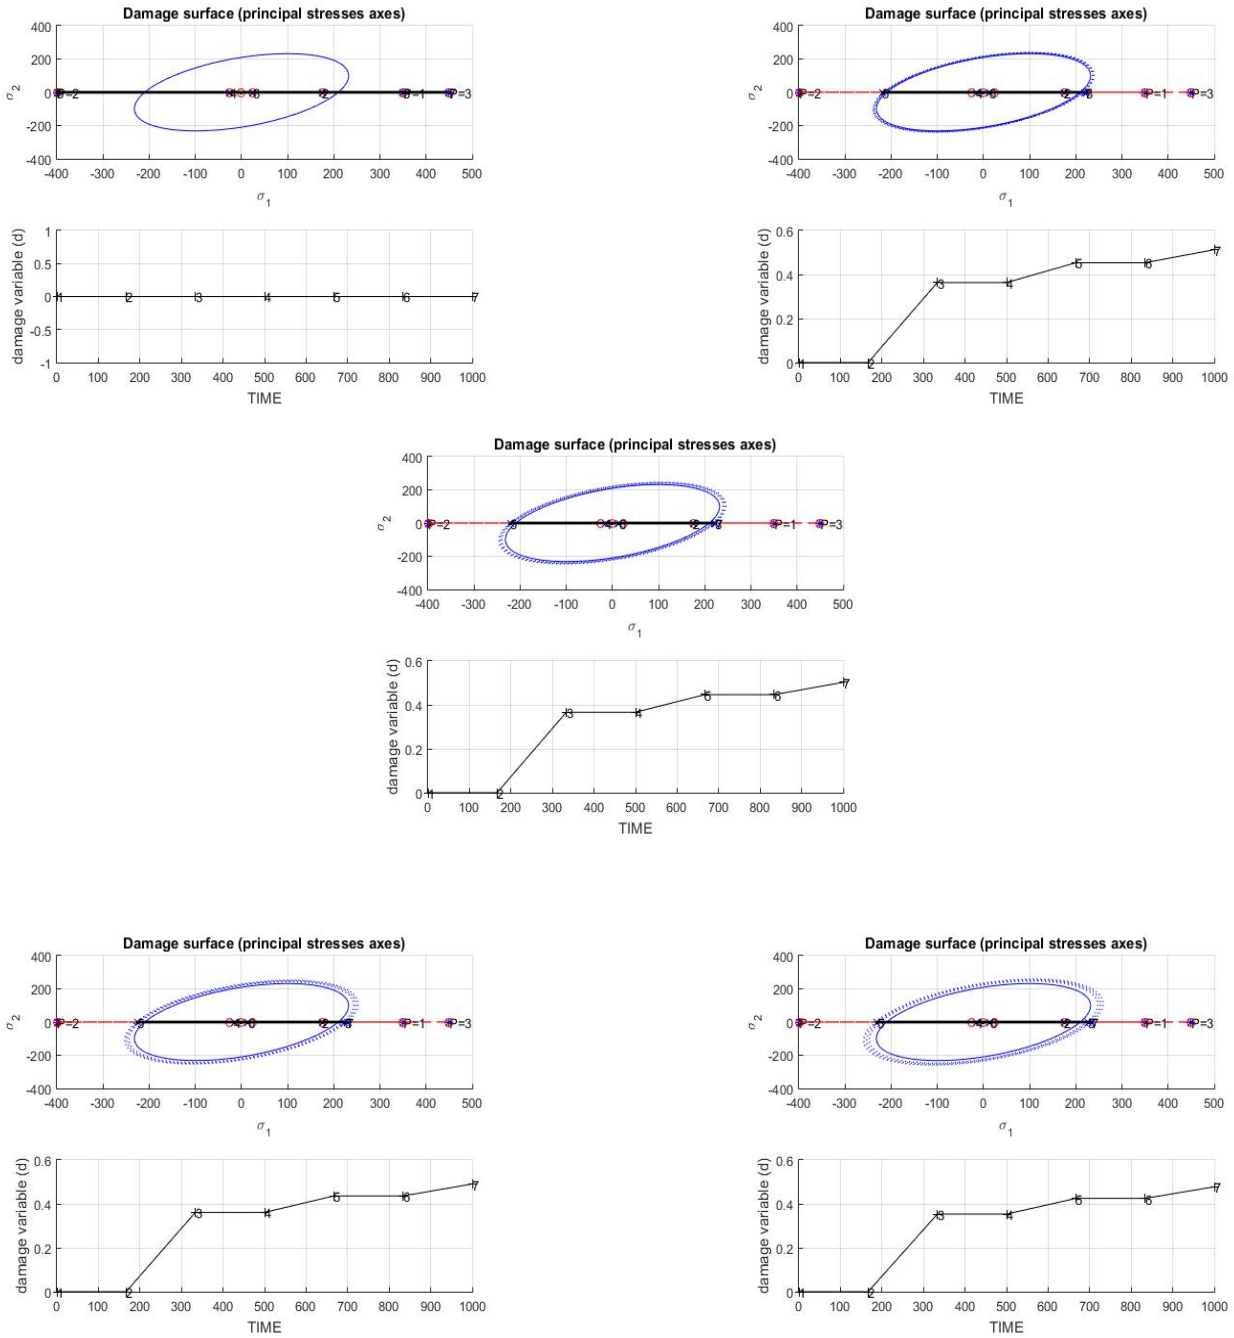 Damage surface (principal stresses axes)
400
200
0
-200
-400
σ2
P=2
4
6
2
P=1
P=3
-400 -300 -200 -100 0 100 200 300 400 500
σ1
damage variable (d)
1
0.5
0
-0.5
-1
1 2 3 4 5 6 7
0 100 200 300 400 500 600 700 800 900 1000
TIME
Damage surface (principal stresses axes)
400
200
0
-200
-400
σ2
P=2
P=1
P=3
-400 -300 -200 -100 0 100 200 300 400 500
σ1
damage variable (d)
0.6
0.4
0.2
0
1 2 3 4 5 6 7
0 100 200 300 400 500 600 700 800 900 1000
TIME
Damage surface (principal stresses axes)
400
200
0
-200
-400
σ2
P=2
P=1
P=3
-400 -300 -200 -100 0 100 200 300 400 500
σ1
damage variable (d)
0.6
0.4
0.2
0
1 2 3 4 5 6 7
0 100 200 300 400 500 600 700 800 900 1000
TIME
Damage surface (principal stresses axes)
400
200
0
-200
-400
σ2
P=2
P=1
P=3
-400 -300 -200 -100 0 100 200 300 400 500
σ1
damage variable (d)
0.6
0.4
0.2
0
1 2 3 4 5 6 7
0 100 200 300 400 500 600 700 800 900 1000
TIME
Damage surface (principal stresses axes)
400
200
0
-200
-400
σ2
P=2
P=1
P=3
-400 -300 -200 -100 0 100 200 300 400 500
σ1
damage variable (d)
0.6
0.4
0.2
0
1 2 3 4 5 6 7
0 100 200 300 400 500 600 700 800 900 1000
TIME